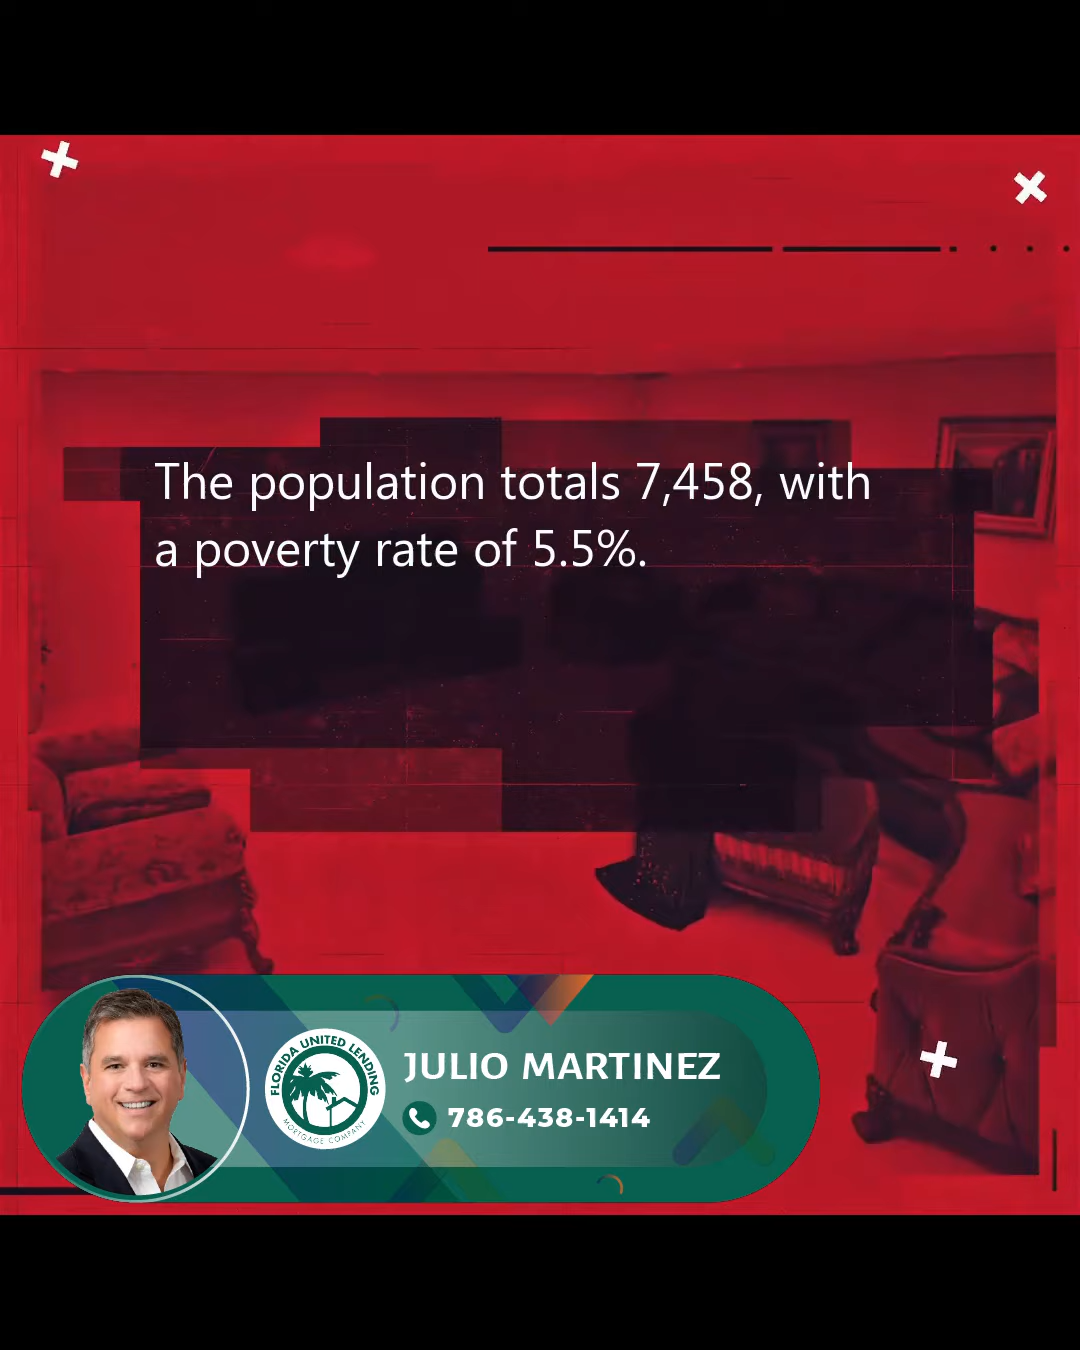 The population totals 7,458, with
a poverty rate of 5.5%.
FLORIDA UNITED LENDING
MORTGAGE COMPANY
JULIO MARTINEZ
786-438-1414